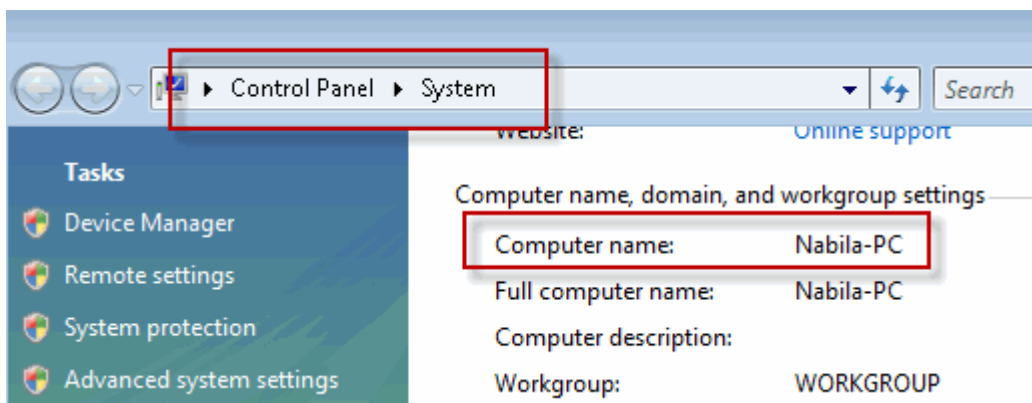 Control Panel System
Search
Website: Online support
Tasks
Device Manager
Remote settings
System protection
Advanced system settings
Computer name, domain, and workgroup settings
Computer name: Nabila-PC
Full computer name: Nabila-PC
Computer description:
Workgroup: WORKGROUP